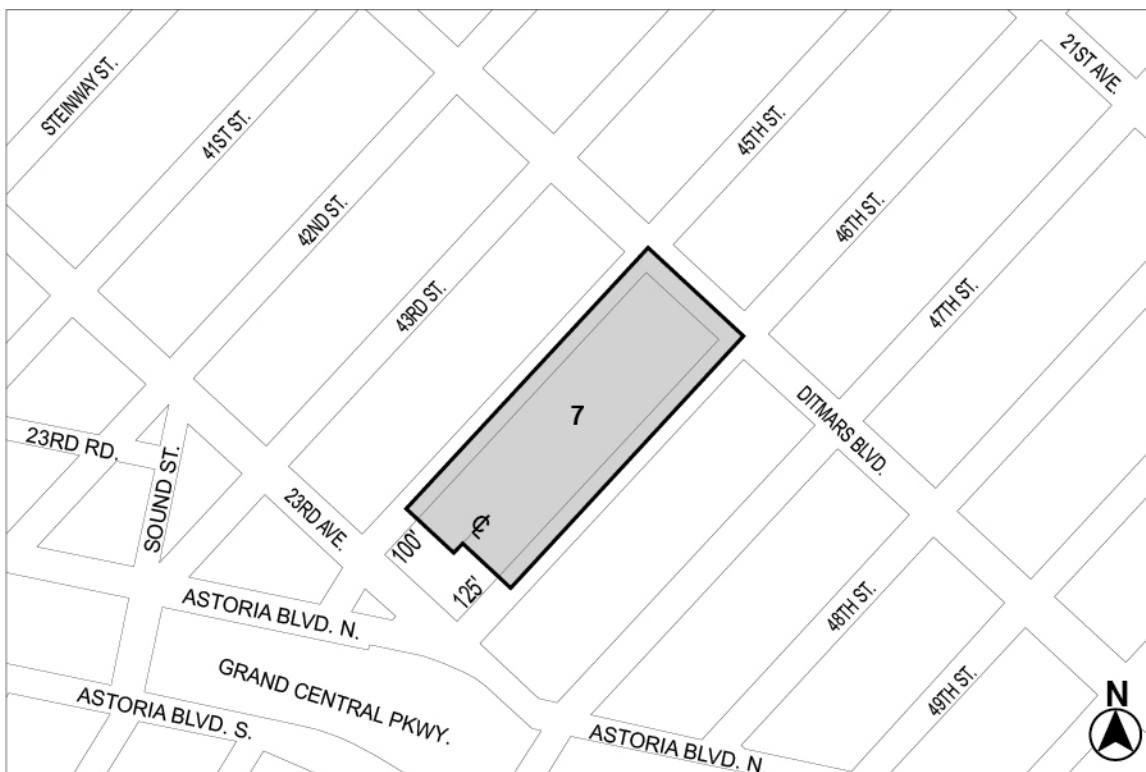 21ST AVE.
STEINWAY ST.
41ST ST.
45TH ST.
42ND ST.
46TH ST.
43RD ST.
47TH ST.
7
DITMARS BLVD.
23RD RD.
SOUND ST.
23RD AVE.
℄
100'
125'
ASTORIA BLVD. N.
48TH ST.
GRAND CENTRAL PKWY.
49TH ST.
ASTORIA BLVD. S.
ASTORIA BLVD. N
N